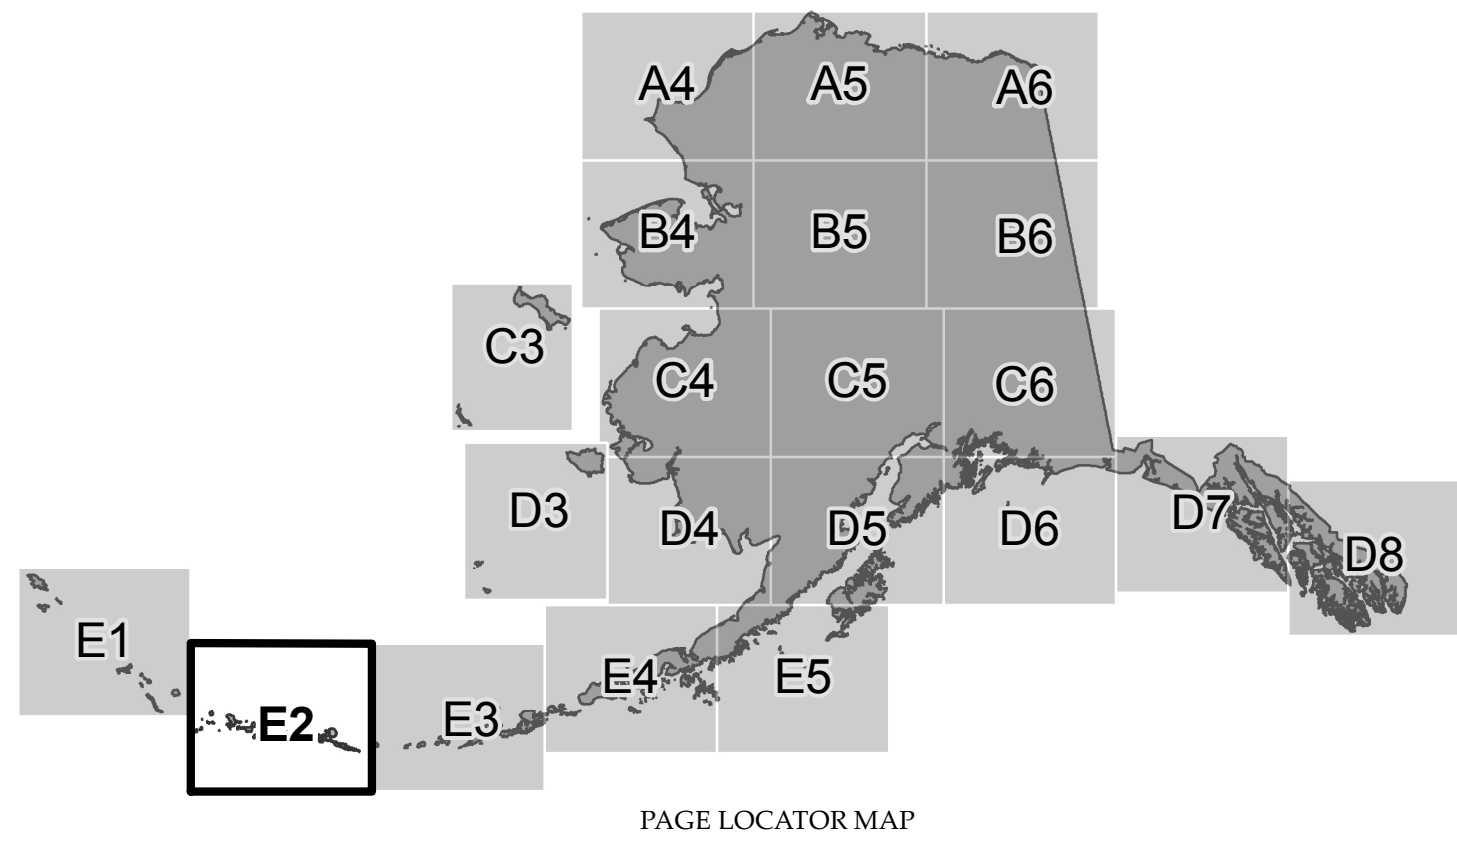 A4 A5 A6
B4 B5 B6
C3 C4 C5 C6
D3 D4 D5 D6 D7 D8
E1 E2 E3 E4 E5
PAGE LOCATOR MAP